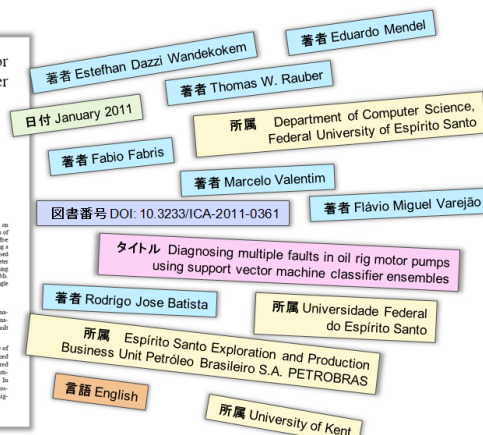 or
er
著者 Estefhan Dazzi Wandekokem
著者 Eduardo Mendel
著者 Thomas W. Rauber
日付 January 2011
所属 Department of Computer Science,
Federal University of Espírito Santo
著者 Fabio Fabris
著者 Marcelo Valentim
図書番号 DOI: 10.3233/ICA-2011-0361
著者 Flávio Miguel Varejão
タイトル Diagnosing multiple faults in oil rig motor pumps
using support vector machine classifier ensembles
著者 Rodrigo Jose Batista
所属 Universidade Federal
do Espírito Santo
所属 Espírito Santo Exploration and Production
Business Unit Petróleo Brasileiro S.A. PETROBRAS
言語 English
所属 University of Kent